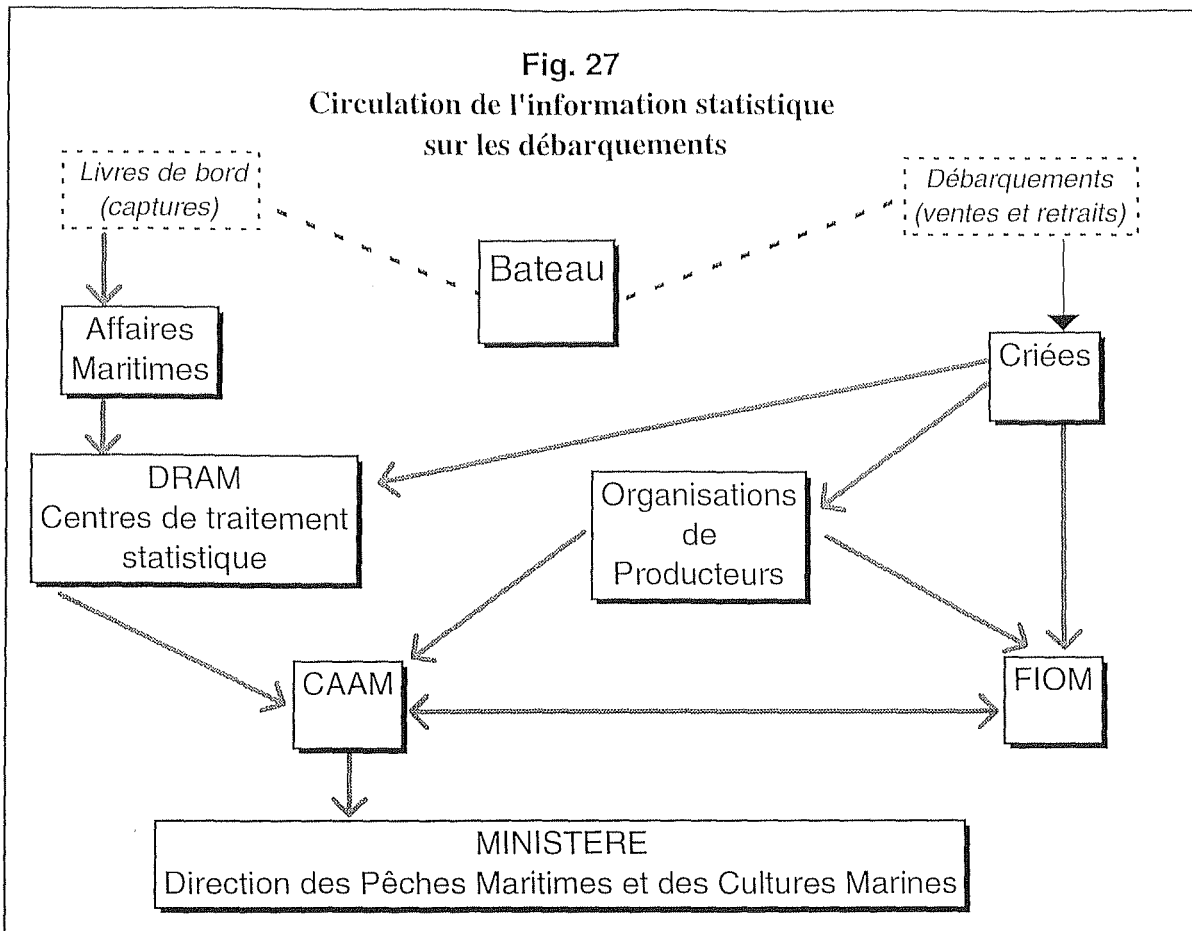 Fig. 27
Circulation de l'information statistique
sur les débarquements
Livres de bord
(captures)
Débarquements
(ventes et retraits)
Bateau
Affaires
Maritimes
Criées
DRAM
Centres de traitement
statistique
Organisations
de
Producteurs
CAAM
FIOM
MINISTERE
Direction des Pêches Maritimes et des Cultures Marines